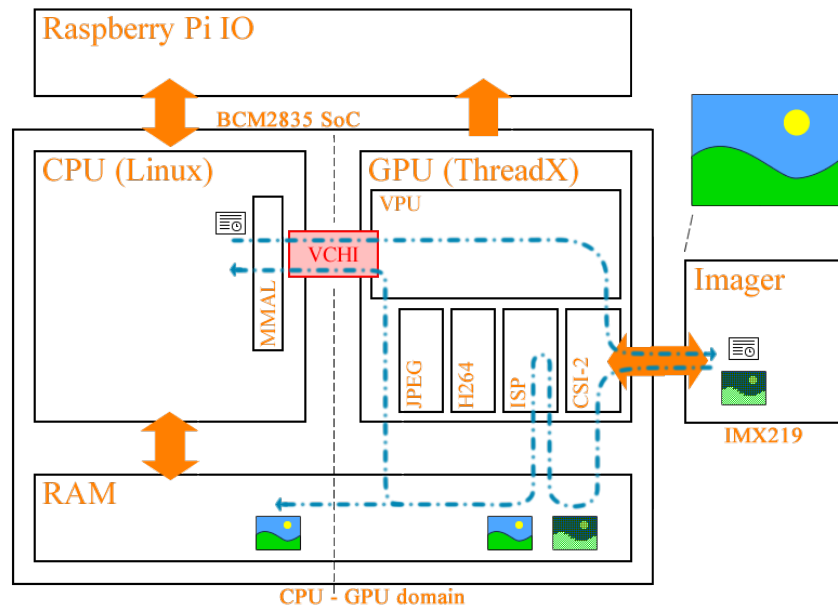 Raspberry Pi IO
BCM2835 SoC
CPU (Linux)
GPU (ThreadX)
VPU
VCHI
MMAL
Imager
JPEG
H264
ISP
CSI-2
IMX219
RAM
CPU - GPU domain